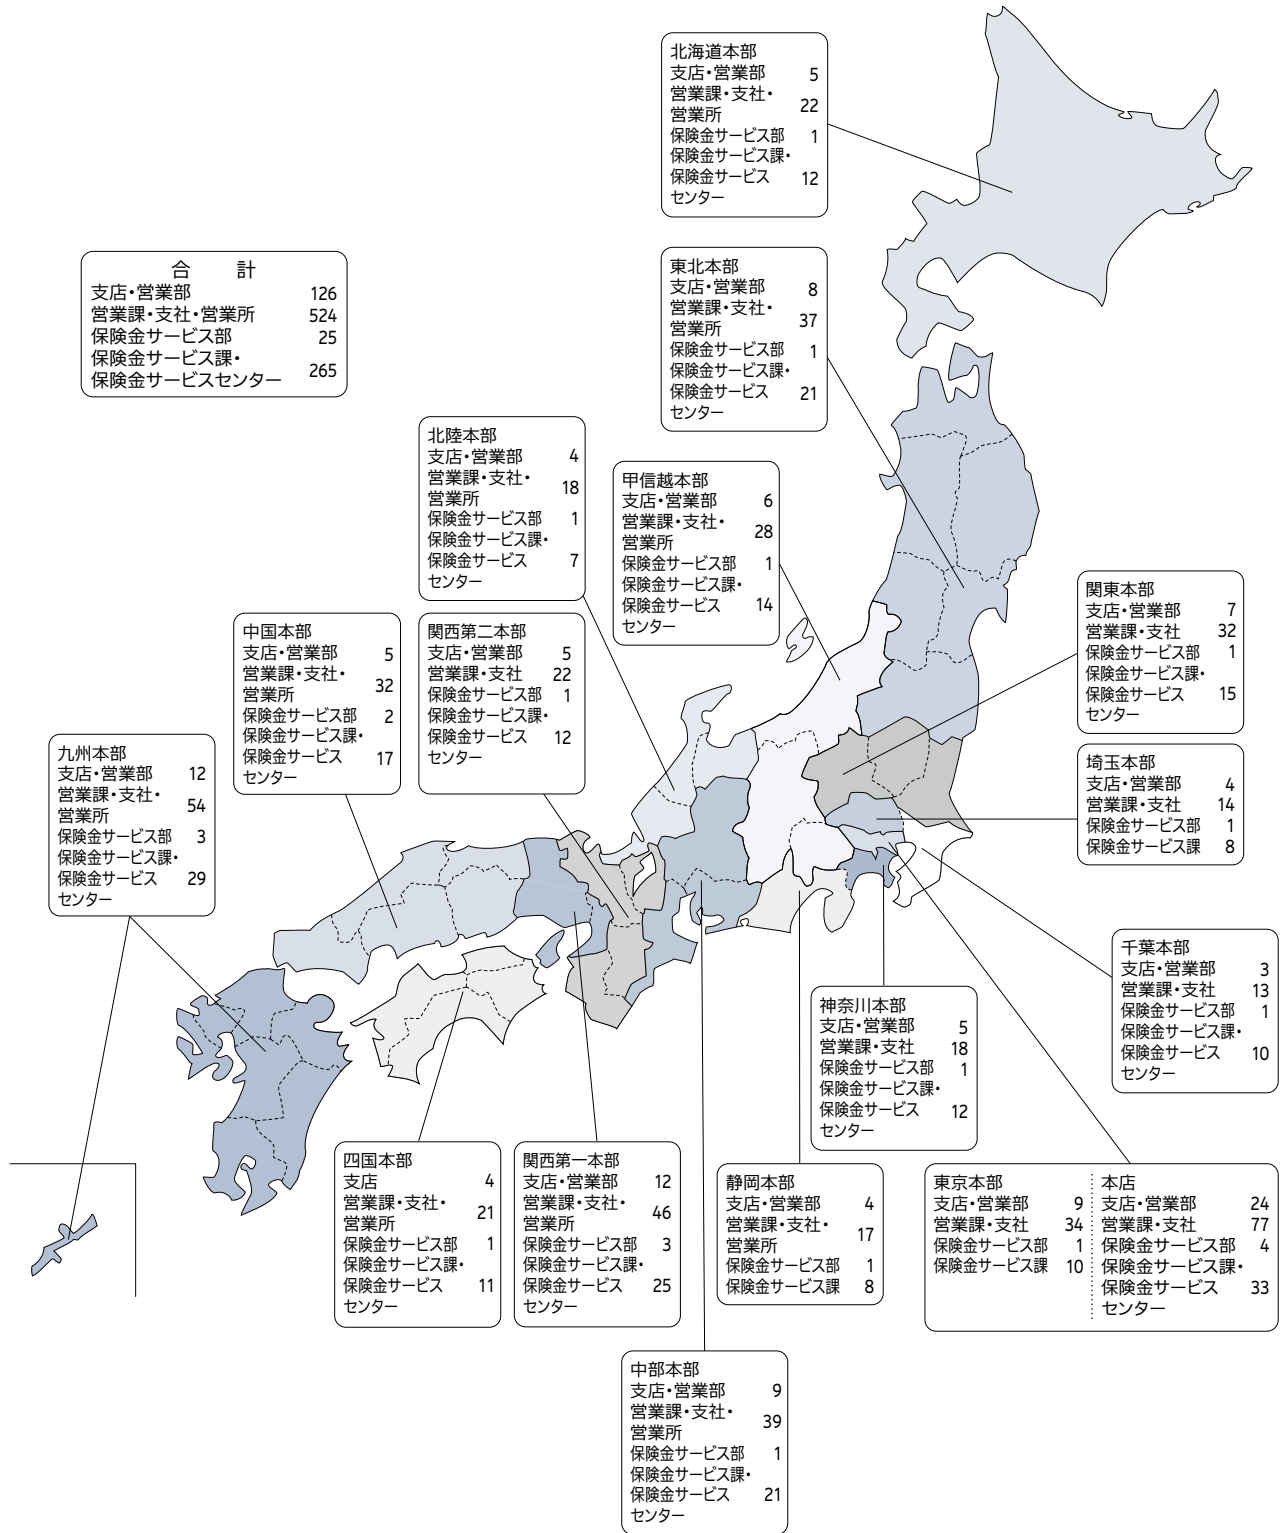 北海道本部
支店・営業部 5
営業課・支社・
営業所 22
保険金サービス部 1
保険金サービス課・
保険金サービス 12
センター
合 計
支店・営業部 126
営業課・支社・営業所 524
保険金サービス部 25
保険金サービス課・
保険金サービスセンター 265
東北本部
支店・営業部 8
営業課・支社・
営業所 37
保険金サービス部 1
保険金サービス課・
保険金サービス 21
センター
北陸本部
支店・営業部 4
営業課・支社・
営業所 18
保険金サービス部 1
保険金サービス課・
保険金サービス 7
センター
甲信越本部
支店・営業部 6
営業課・支社・
営業所 28
保険金サービス部 1
保険金サービス課・
保険金サービス 14
センター
関東本部
支店・営業部 7
営業課・支社 32
保険金サービス部 1
保険金サービス課・
保険金サービス 15
センター
中国本部
支店・営業部 5
営業課・支社・
営業所 32
保険金サービス部 2
保険金サービス課・
保険金サービス 17
センター
関西第二本部
支店・営業部 5
営業課・支社 22
保険金サービス部 1
保険金サービス課・
保険金サービス 12
センター
九州本部
支店・営業部 12
営業課・支社・
営業所 54
保険金サービス部 3
保険金サービス課・
保険金サービス 29
センター
埼玉本部
支店・営業部 4
営業課・支社 14
保険金サービス部 1
保険金サービス課 8
千葉本部
支店・営業部 3
営業課・支社 13
保険金サービス部 1
保険金サービス課・
保険金サービス 10
センター
神奈川本部
支店・営業部 5
営業課・支社 18
保険金サービス部 1
保険金サービス課・
保険金サービス 12
センター
四国本部
支店 4
営業課・支社・
営業所 21
保険金サービス部 1
保険金サービス課・
保険金サービス 11
センター
関西第一本部
支店・営業部 12
営業課・支社・
営業所 46
保険金サービス部 3
保険金サービス課・
保険金サービス 25
センター
静岡本部
支店・営業部 4
営業課・支社・
営業所 17
保険金サービス部 1
保険金サービス課 8
東京本部
支店・営業部 9
営業課・支社 34
保険金サービス部 1
保険金サービス課 10
本店
支店・営業部 24
営業課・支社 77
保険金サービス部 4
保険金サービス課・
保険金サービス 33
センター
中部本部
支店・営業部 9
営業課・支社・
営業所 39
保険金サービス部 1
保険金サービス課・
保険金サービス 21
センター